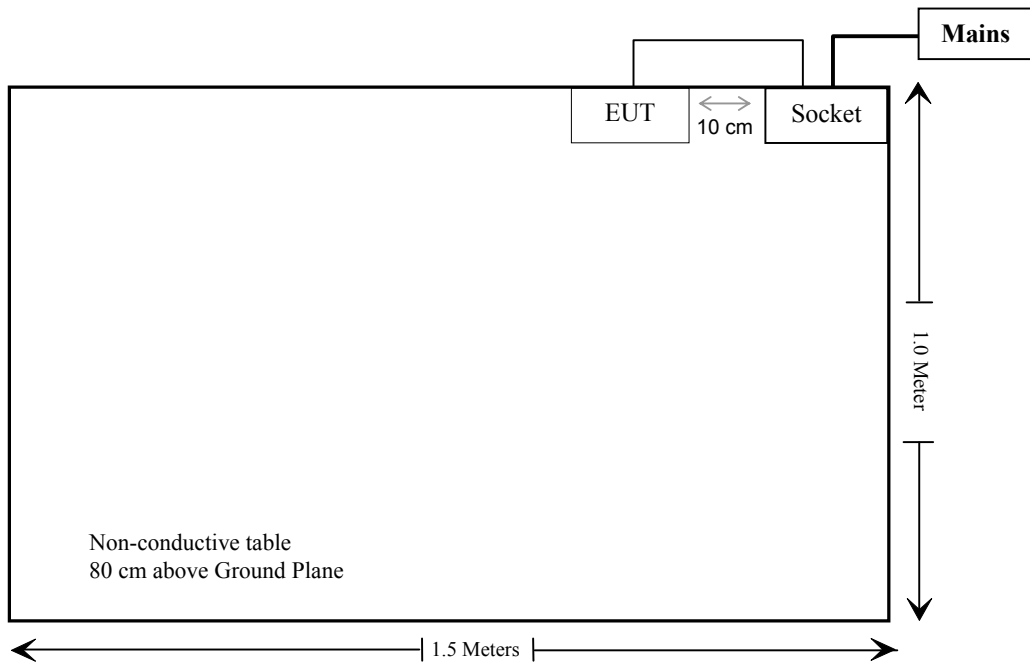 Mains
EUT
10 cm
Socket
1.0 Meter
Non-conductive table
80 cm above Ground Plane
1.5 Meters